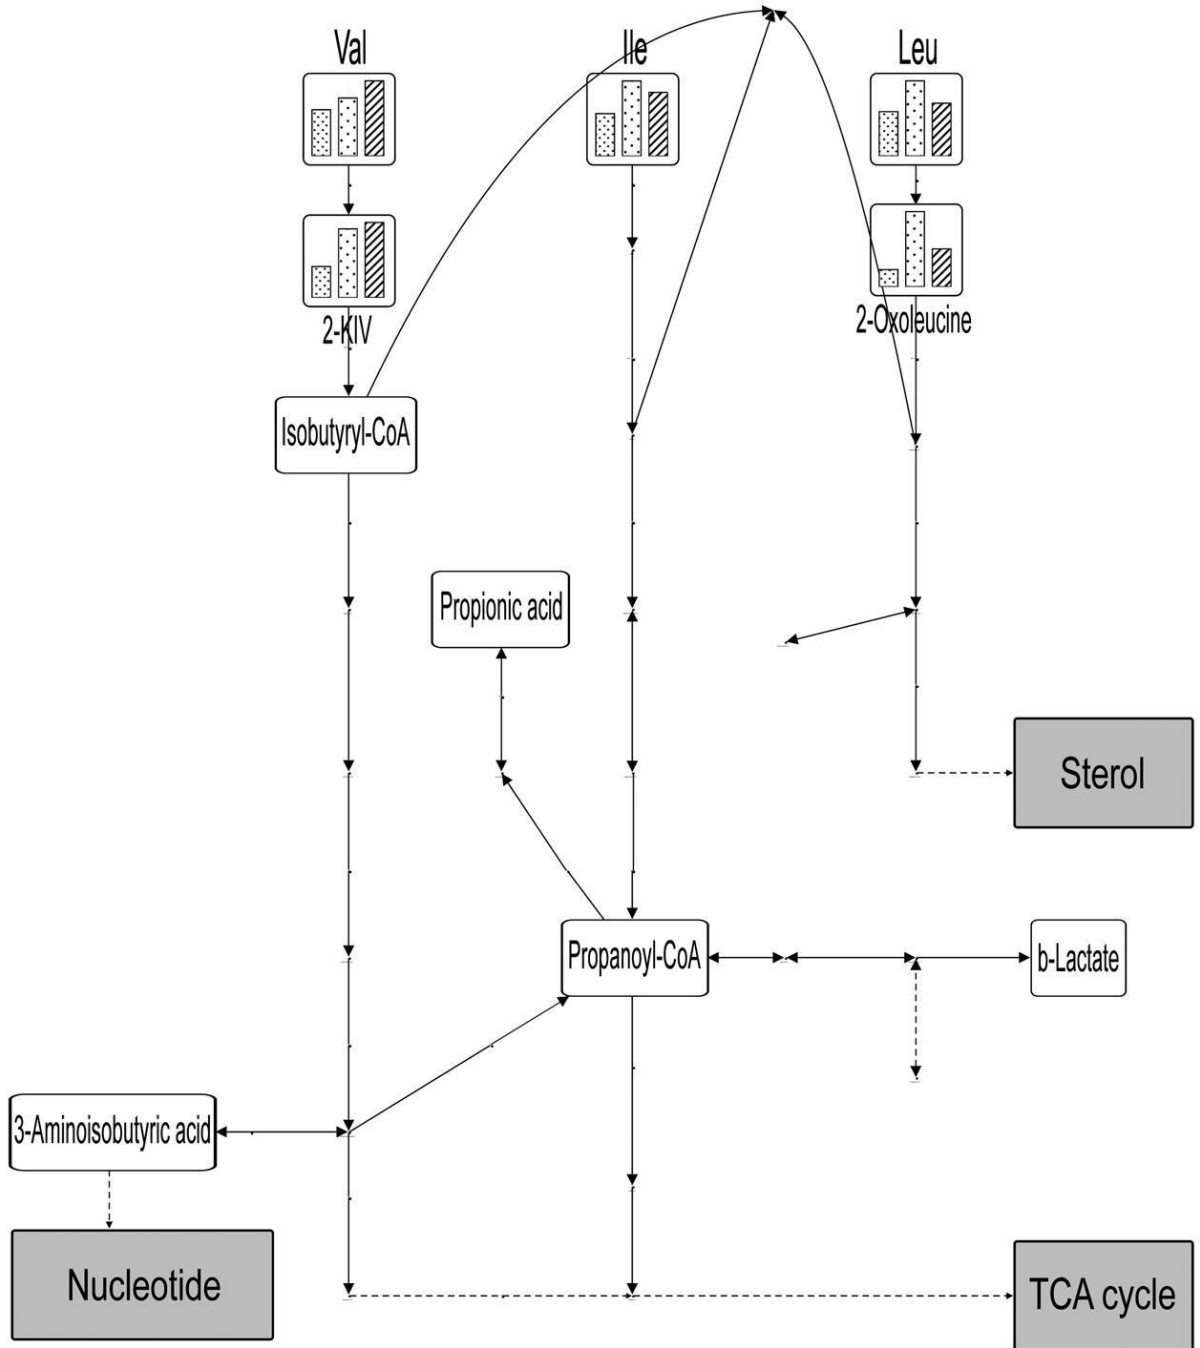 Val
Ile
Leu
2-KIV
2-Oxoleucine
Isobutyryl-CoA
Propionic acid
Sterol
Propanoyl-CoA
b-Lactate
3-Aminoisobutyric acid
Nucleotide
TCA cycle